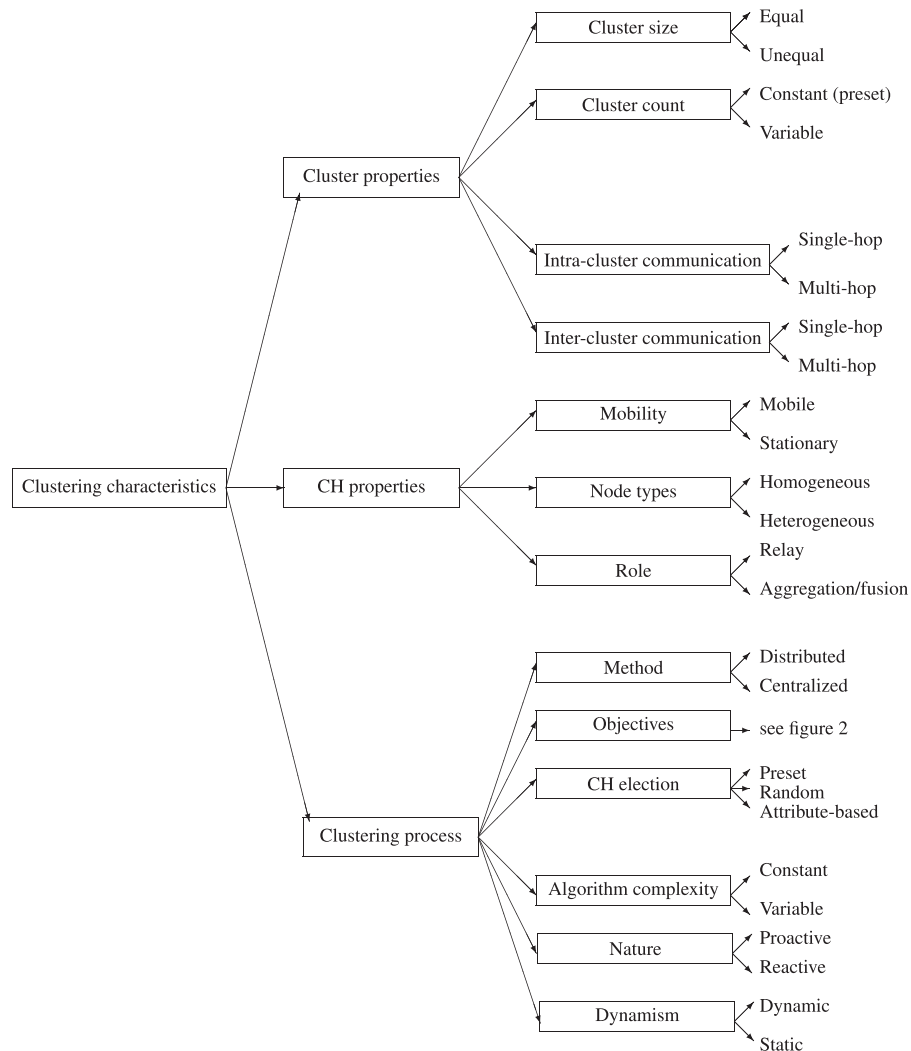 Clustering characteristics
Cluster properties
Cluster size
Equal
Unequal
Cluster count
Constant (preset)
Variable
Intra-cluster communication
Single-hop
Multi-hop
Inter-cluster communication
Single-hop
Multi-hop
CH properties
Mobility
Mobile
Stationary
Node types
Homogeneous
Heterogeneous
Role
Relay
Aggregation/fusion
Clustering process
Method
Distributed
Centralized
Objectives
see figure 2
CH election
Preset
Random
Attribute-based
Algorithm complexity
Constant
Variable
Nature
Proactive
Reactive
Dynamism
Dynamic
Static